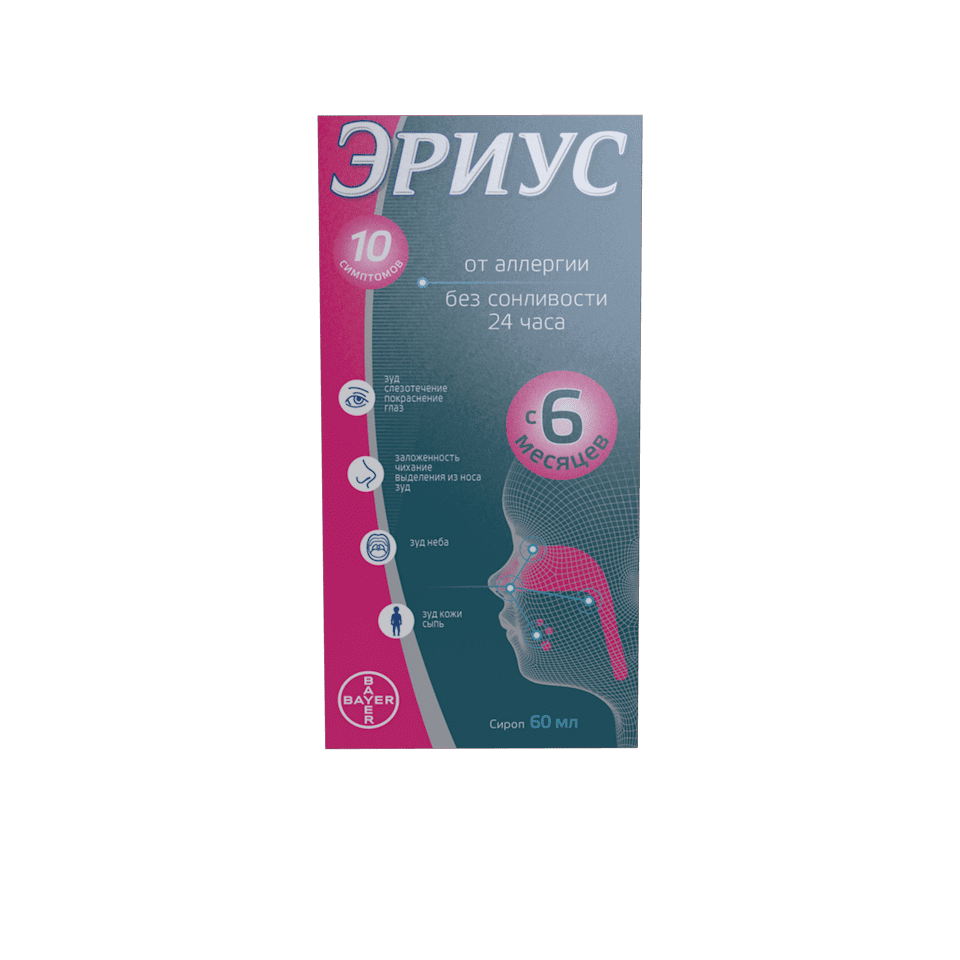 ЭРИУС
10
СИМПТОМОВ
от аллергии
без сонливости
24 часа
зуд
слезотечение
покраснение
глаз
с 6
месяцев
заложенность
чихание
выделения из носа
зуд
зуд неба
зуд кожи
сыпь
BAYER
BAYER
Сироп 60 мл